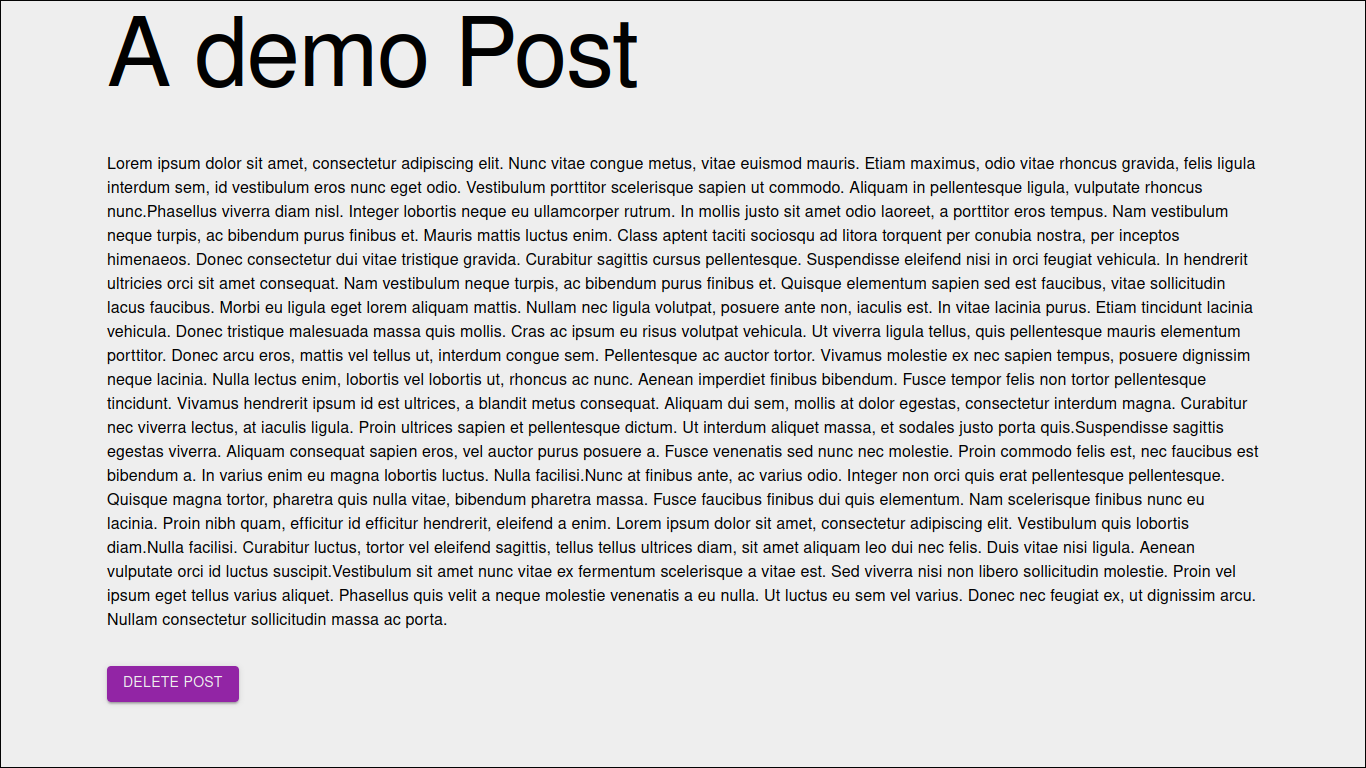 A demo Post
Lorem ipsum dolor sit amet, consectetur adipiscing elit. Nunc vitae congue metus, vitae euismod mauris. Etiam maximus, odio vitae rhoncus gravida, felis ligula
interdum sem, id vestibulum eros nunc eget odio. Vestibulum porttitor scelerisque sapien ut commodo. Aliquam in pellentesque ligula, vulputate rhoncus
nunc.Phasellus viverra diam nisl. Integer lobortis neque eu ullamcorper rutrum. In mollis justo sit amet odio laoreet, a porttitor eros tempus. Nam vestibulum
neque turpis, ac bibendum purus finibus et. Mauris mattis luctus enim. Class aptent taciti sociosqu ad litora torquent per conubia nostra, per inceptos
himenaeos. Donec consectetur dui vitae tristique gravida. Curabitur sagittis cursus pellentesque. Suspendisse eleifend nisi in orci feugiat vehicula. In hendrerit
ultricies orci sit amet consequat. Nam vestibulum neque turpis, ac bibendum purus finibus et. Quisque elementum sapien sed est faucibus, vitae sollicitudin
lacus faucibus. Morbi eu ligula eget lorem aliquam mattis. Nullam nec ligula volutpat, posuere ante non, iaculis est. In vitae lacinia purus. Etiam tincidunt lacinia
vehicula. Donec tristique malesuada massa quis mollis. Cras ac ipsum eu risus volutpat vehicula. Ut viverra ligula tellus, quis pellentesque mauris elementum
porttitor. Donec arcu eros, mattis vel tellus ut, interdum congue sem. Pellentesque ac auctor tortor. Vivamus molestie ex nec sapien tempus, posuere dignissim
neque lacinia. Nulla lectus enim, lobortis vel lobortis ut, rhoncus ac nunc. Aenean imperdiet finibus bibendum. Fusce tempor felis non tortor pellentesque
tincidunt. Vivamus hendrerit ipsum id est ultrices, a blandit metus consequat. Aliquam dui sem, mollis at dolor egestas, consectetur interdum magna. Curabitur
nec viverra lectus, at iaculis ligula. Proin ultrices sapien et pellentesque dictum. Ut interdum aliquet massa, et sodales justo porta quis.Suspendisse sagittis
egestas viverra. Aliquam consequat sapien eros, vel auctor purus posuere a. Fusce venenatis sed nunc nec molestie. Proin commodo felis est, nec faucibus est
bibendum a. In varius enim eu magna lobortis luctus. Nulla facilisi.Nunc at finibus ante, ac varius odio. Integer non orci quis erat pellentesque pellentesque.
Quisque magna tortor, pharetra quis nulla vitae, bibendum pharetra massa. Fusce faucibus finibus dui quis elementum. Nam scelerisque finibus nunc eu
lacinia. Proin nibh quam, efficitur id efficitur hendrerit, eleifend a enim. Lorem ipsum dolor sit amet, consectetur adipiscing elit. Vestibulum quis lobortis
diam.Nulla facilisi. Curabitur luctus, tortor vel eleifend sagittis, tellus tellus ultrices diam, sit amet aliquam leo dui nec felis. Duis vitae nisi ligula. Aenean
vulputate orci id luctus suscipit.Vestibulum sit amet nunc vitae ex fermentum scelerisque a vitae est. Sed viverra nisi non libero sollicitudin molestie. Proin vel
ipsum eget tellus varius aliquet. Phasellus quis velit a neque molestie venenatis a eu nulla. Ut luctus eu sem vel varius. Donec nec feugiat ex, ut dignissim arcu.
Nullam consectetur sollicitudin massa ac porta.
DELETE POST